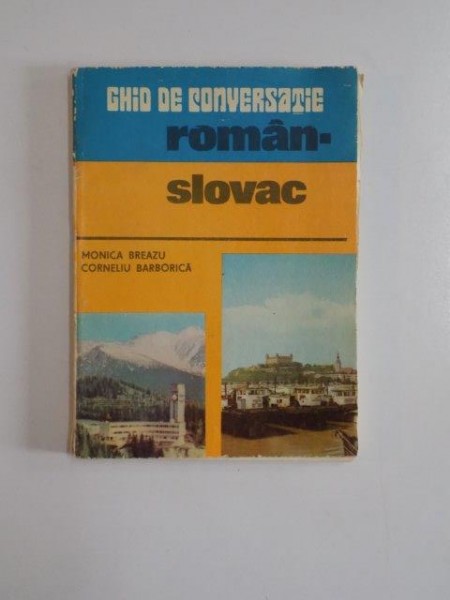 GHID DE CONVERSAȚIE
român-
slovac
MONICA BREAZU
CORNELIU BARBORICĂ